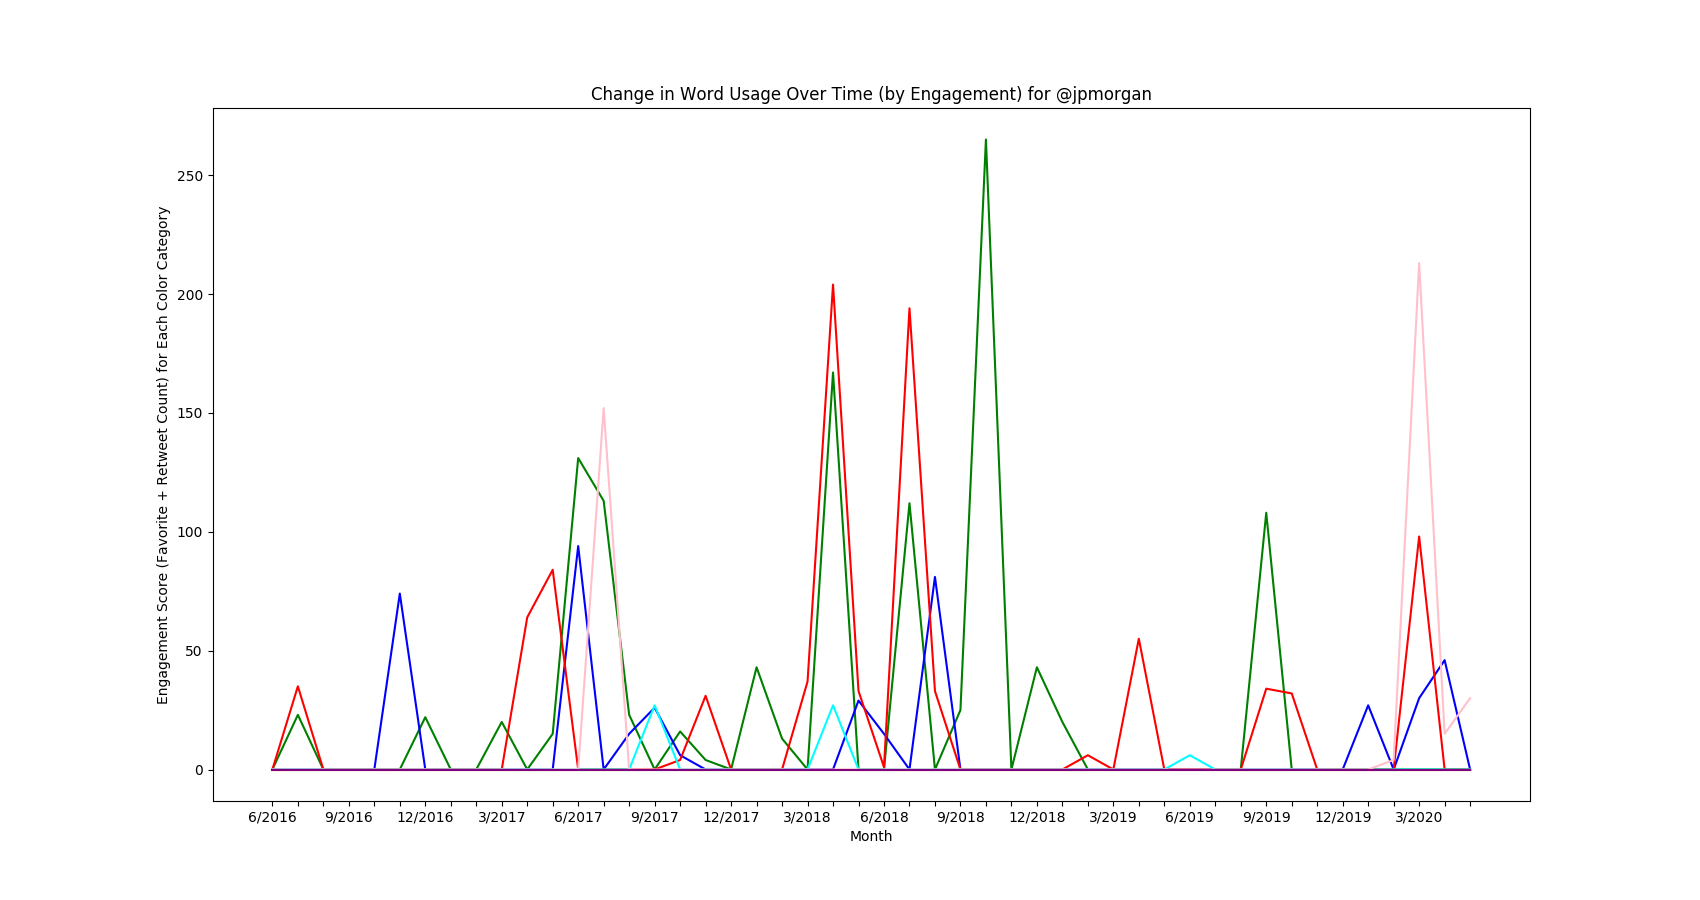 Change in Word Usage Over Time (by Engagement) for @jpmorgan
Engagement Score (Favorite + Retweet Count) for Each Color Category
250
200
150
100
50
0
6/2016 9/2016 12/2016 3/2017 6/2017 9/2017 12/2017 3/2018 6/2018 9/2018 12/2018 3/2019 6/2019 9/2019 12/2019 3/2020
Month